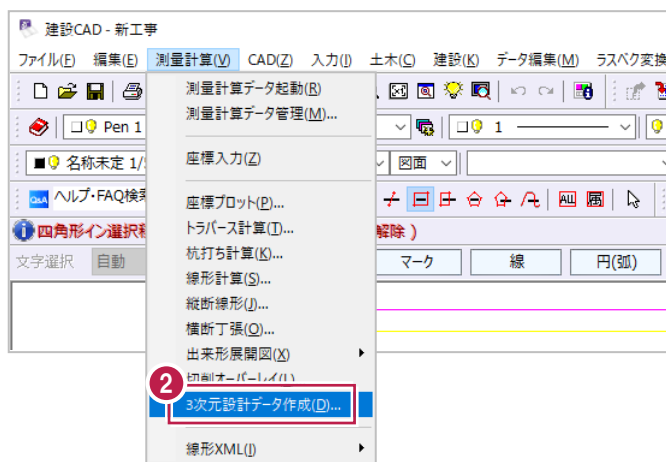 建設CAD - 新工事
ファイル(F) 編集(E) 測量計算(V) CAD(Z) 入力(I) 土木(C) 建設(K) データ編集(M) ラスベク変換
測量計算データ起動(R)
測量計算データ管理(M)...
Pen 1
1
座標入力(Z)
名称未定 1/
図面
ヘルプ・FAQ検索
座標プロット(P)...
ALL 属
四角形イン選択
トラバース計算(T)...
解除 )
文字選択 自動
杭打ち計算(K)...
マーク 線 円(弧)
線形計算(S)...
縦断線形(J)...
横断丁張(O)...
出来形展開図(X)
切削オーバーレイ(L)
2
3次元設計データ作成(D)...
線形XML(I)